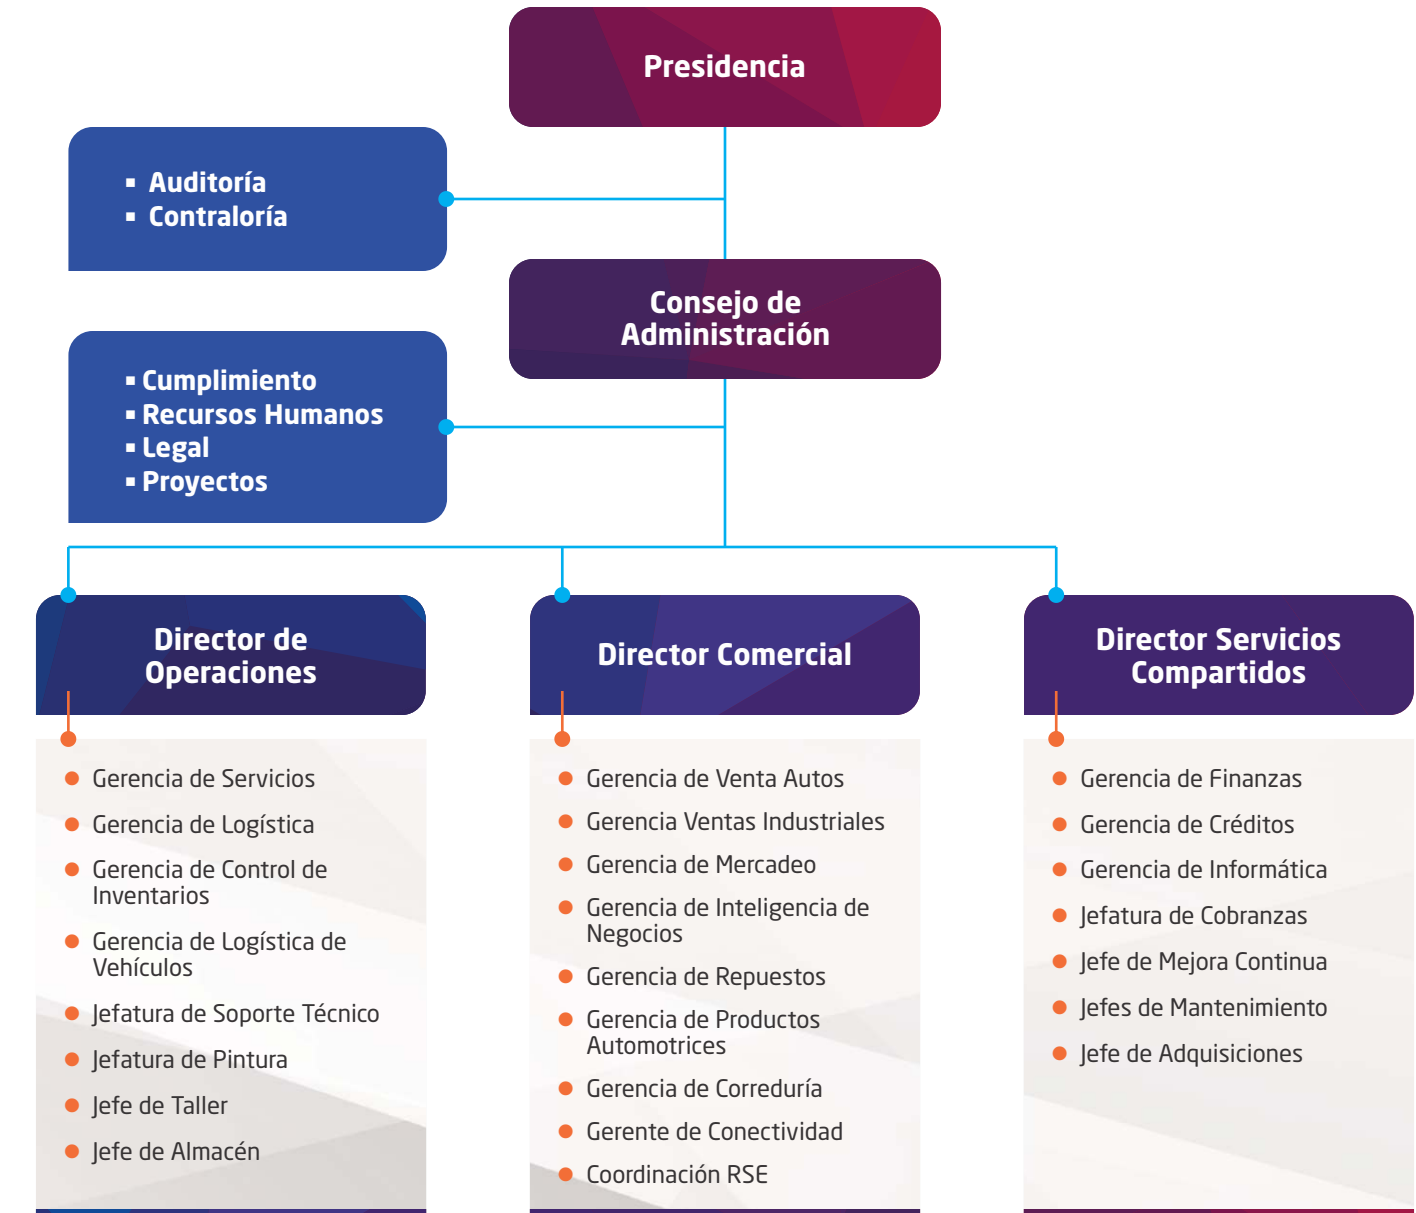 Presidencia
▪ Auditoría
▪ Contraloría
Consejo de
Administración
▪ Cumplimiento
▪ Recursos Humanos
▪ Legal
▪ Proyectos
Director de
Operaciones
● Gerencia de Servicios
● Gerencia de Logística
● Gerencia de Control de
Inventarios
● Gerencia de Logística de
Vehículos
● Jefatura de Soporte Técnico
● Jefatura de Pintura
● Jefe de Taller
● Jefe de Almacén
Director Comercial
● Gerencia de Venta Autos
● Gerencia Ventas Industriales
● Gerencia de Mercadeo
● Gerencia de Inteligencia de
Negocios
● Gerencia de Repuestos
● Gerencia de Productos
Automotrices
● Gerencia de Correduría
● Gerente de Conectividad
● Coordinación RSE
Director Servicios
Compartidos
● Gerencia de Finanzas
● Gerencia de Créditos
● Gerencia de Informática
● Jefatura de Cobranzas
● Jefe de Mejora Continua
● Jefes de Mantenimiento
● Jefe de Adquisiciones